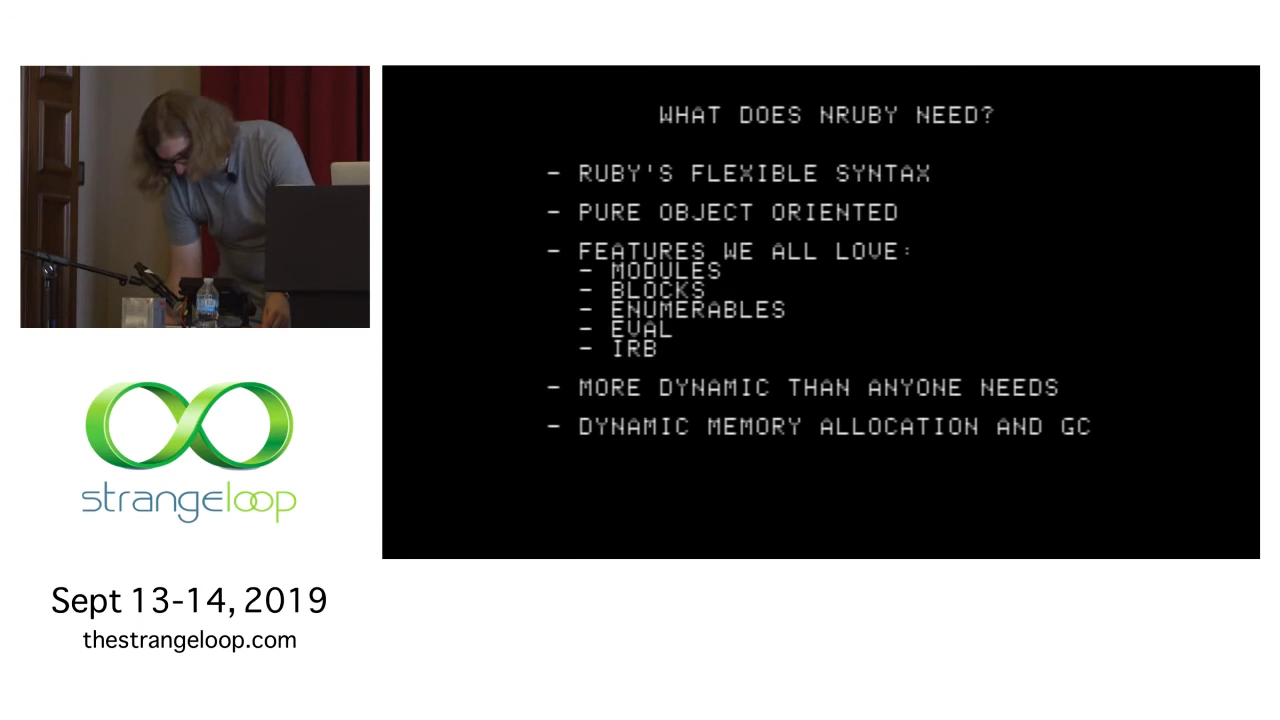 WHAT DOES NRUBY NEED?
- RUBY'S FLEXIBLE SYNTAX
- PURE OBJECT ORIENTED
- FEATURES WE ALL LOVE:
- MODULES
- BLOCKS
- ENUMERABLES
- EVAL
- IRB
- MORE DYNAMIC THAN ANYONE NEEDS
- DYNAMIC MEMORY ALLOCATION AND GC
strangeloop
Sept 13-14, 2019
thestrangeloop.com